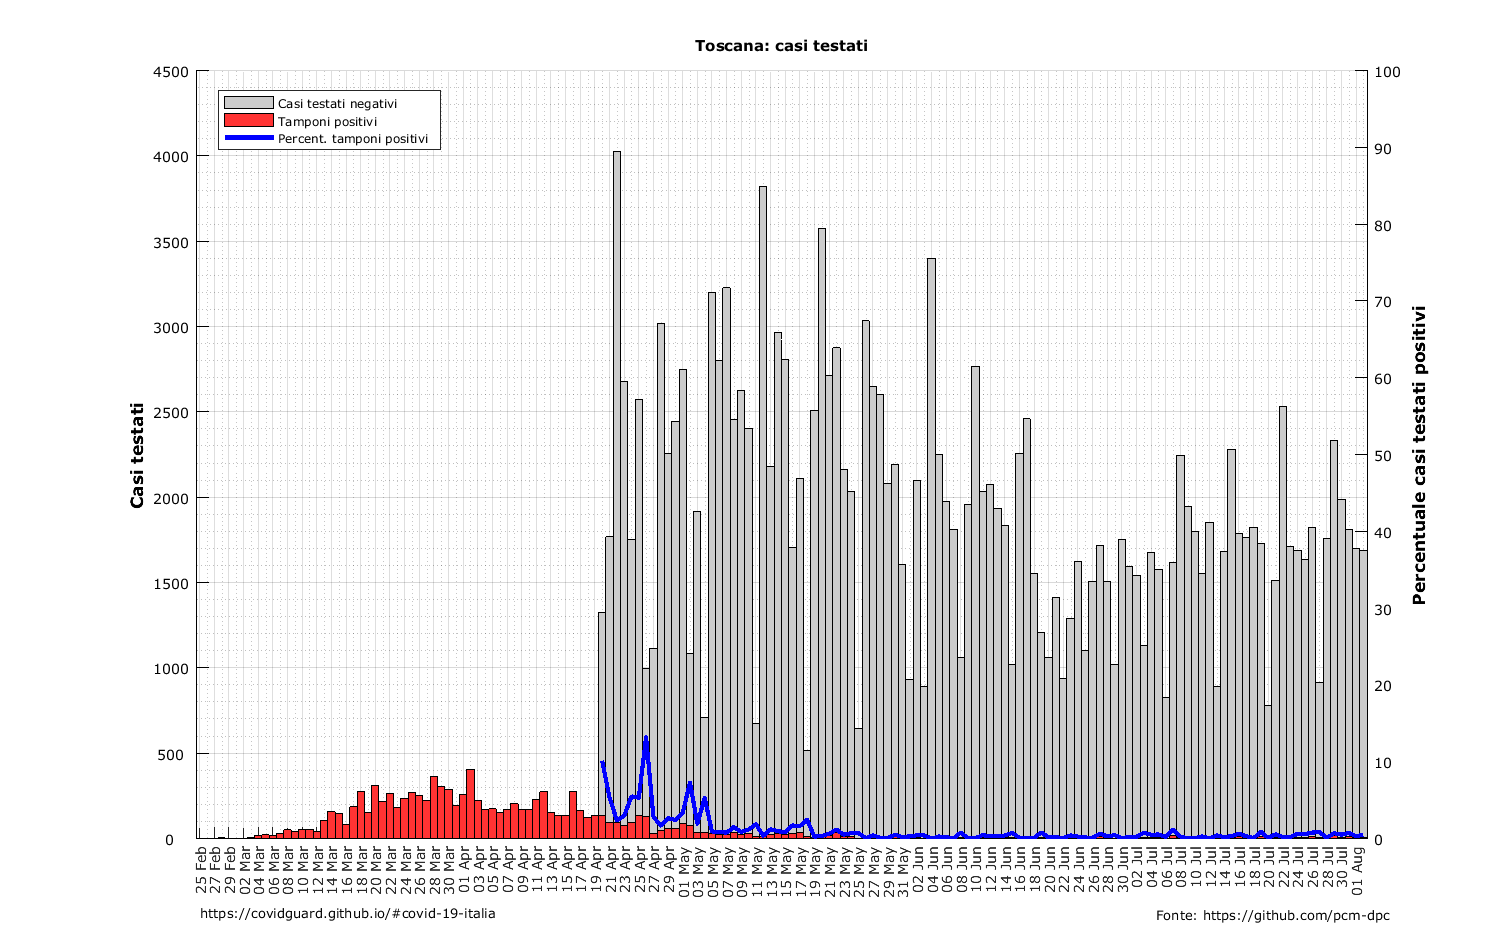 Toscana: casi testati
Casi testati negativi
Tamponi positivi
Percent. tamponi positivi
Casi testati
4500
4000
3500
3000
2500
2000
1500
1000
500
0
100
90
80
70
60
50
40
30
20
10
0
Percentuale casi testati positivi
25 Feb
27 Feb
29 Feb
02 Mar
04 Mar
06 Mar
08 Mar
10 Mar
12 Mar
14 Mar
16 Mar
18 Mar
20 Mar
22 Mar
24 Mar
26 Mar
28 Mar
30 Mar
01 Apr
03 Apr
05 Apr
07 Apr
09 Apr
11 Apr
13 Apr
15 Apr
17 Apr
19 Apr
21 Apr
23 Apr
25 Apr
27 Apr
29 Apr
01 May
03 May
05 May
07 May
09 May
11 May
13 May
15 May
17 May
19 May
21 May
23 May
25 May
27 May
29 May
31 May
02 Jun
04 Jun
06 Jun
08 Jun
10 Jun
12 Jun
14 Jun
16 Jun
18 Jun
20 Jun
22 Jun
24 Jun
26 Jun
28 Jun
30 Jun
02 Jul
04 Jul
06 Jul
08 Jul
10 Jul
12 Jul
14 Jul
16 Jul
18 Jul
20 Jul
22 Jul
24 Jul
26 Jul
28 Jul
30 Jul
01 Aug
https://covidguard.github.io/#covid-19-italia
Fonte: https://github.com/pcm-dpc